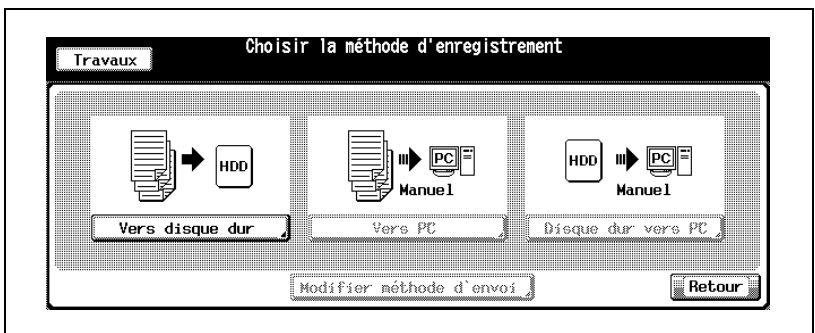 Choisir la méthode d'enregistrement
Travaux
HDD
PC
Manuel
HDD
PC
Manuel
Vers disque dur
Vers PC
Disque dur vers PC
Modifier méthode d'envoi
Retour